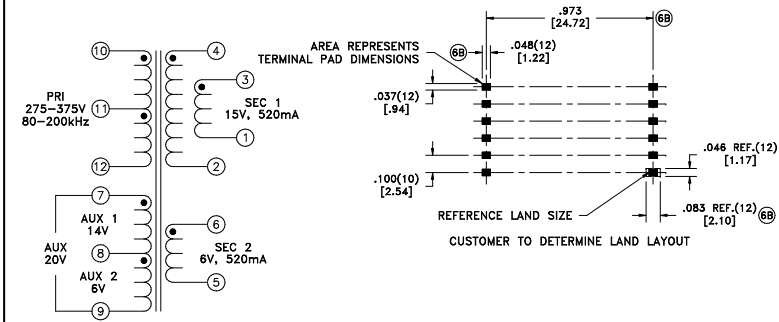 10
4
3
PRI
275-375V
80-200kHz
11
SEC 1
15V, 520mA
1
12
2
7
AUX 1
14V
6
AUX
20V
8
SEC 2
6V, 520mA
AUX 2
6V
5
9
.973
[24.72]
6B
AREA REPRESENTS
TERMINAL PAD DIMENSIONS
6B
.048(12)
[1.22]
.037(12)
[.94]
.046 REF.(12)
[1.17]
.100(10)
[2.54]
REFERENCE LAND SIZE
.083 REF.(12)
[2.10]
6B
CUSTOMER TO DETERMINE LAND LAYOUT